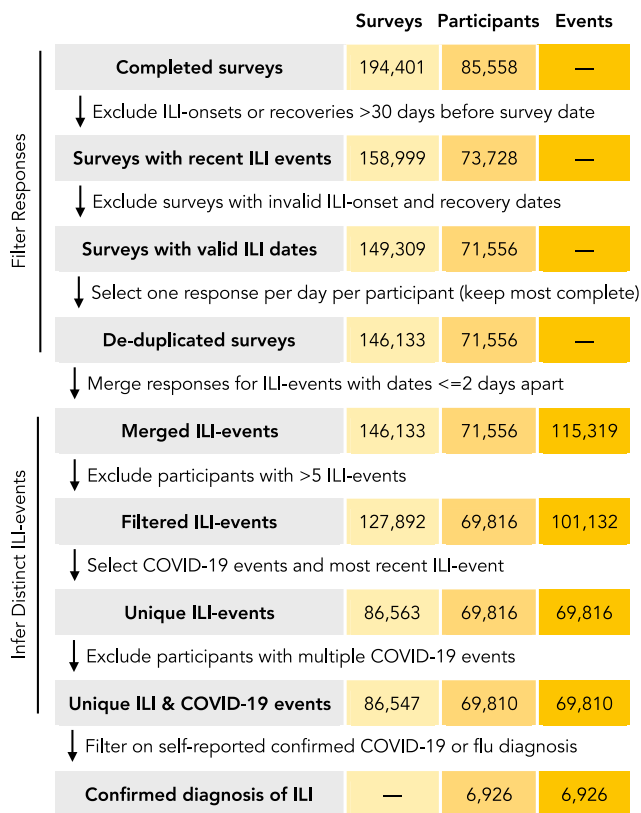 Surveys Participants Events
Filter Responses
Completed surveys 194,401 85,558 —
Exclude ILI-onsets or recoveries >30 days before survey date
Surveys with recent ILI events 158,999 73,728 —
Exclude surveys with invalid ILI-onset and recovery dates
Surveys with valid ILI dates 149,309 71,556 —
Select one response per day per participant (keep most complete)
De-duplicated surveys 146,133 71,556 —
Merge responses for ILI-events with dates <=2 days apart
Infer Distinct ILI-events
Merged ILI-events 146,133 71,556 115,319
Exclude participants with >5 ILI-events
Filtered ILI-events 127,892 69,816 101,132
Select COVID-19 events and most recent ILI-event
Unique ILI-events 86,563 69,816 69,816
Exclude participants with multiple COVID-19 events
Unique ILI & COVID-19 events 86,547 69,810 69,810
Filter on self-reported confirmed COVID-19 or flu diagnosis
Confirmed diagnosis of ILI — 6,926 6,926